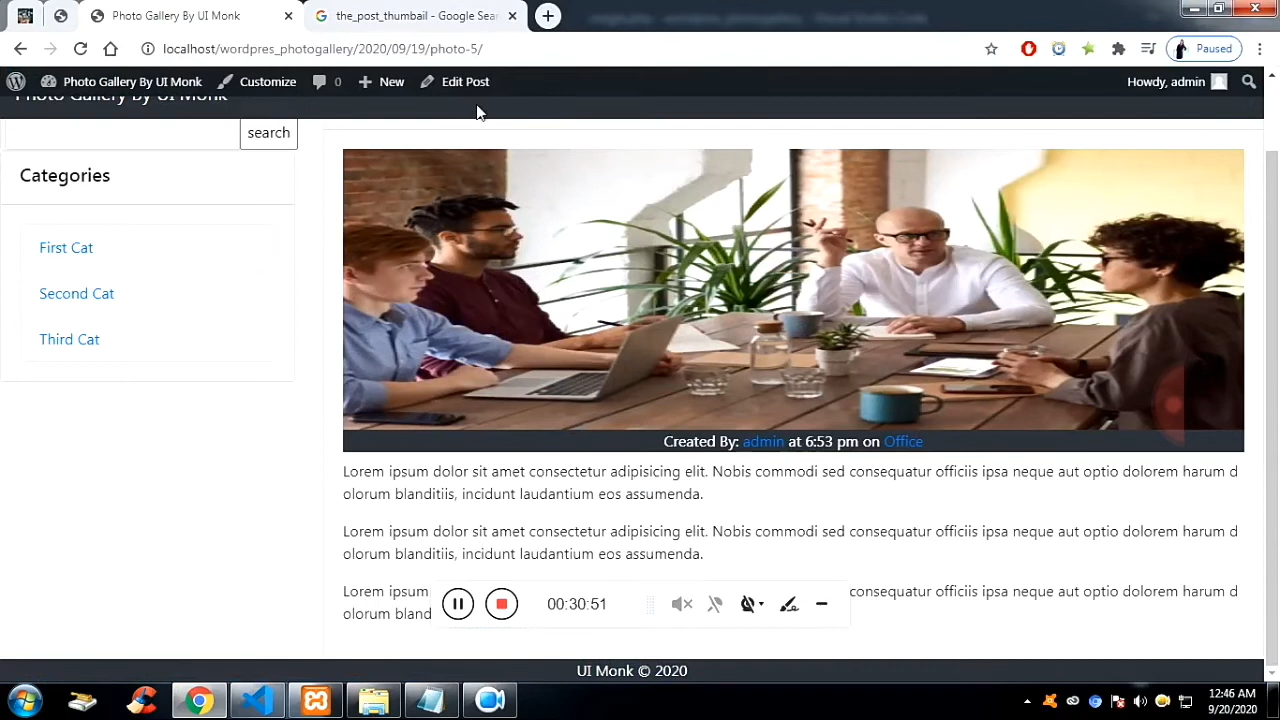 Photo Gallery By UI Monk
the_post_thumbail - Google Sear
localhost/wordpres_photogallery/2020/09/19/photo-5/
Paused
Photo Gallery By UI Monk Customize 0 New Edit Post Howdy, admin
Photo Gallery By UI Monk
search
Categories
First Cat
Second Cat
Third Cat
Created By: admin at 6:53 pm on Office
Lorem ipsum dolor sit amet consectetur adipisicing elit. Nobis commodi sed consequatur officiis ipsa neque aut optio dolorem harum d
olorum blanditiis, incidunt laudantium eos assumenda.
Lorem ipsum dolor sit amet consectetur adipisicing elit. Nobis commodi sed consequatur officiis ipsa neque aut optio dolorem harum d
olorum blanditiis, incidunt laudantium eos assumenda.
Lorem ipsum consequatur officiis ipsa neque aut optio dolorem harum d
olorum bland
00:30:51
UI Monk © 2020
12:46 AM
9/20/2020